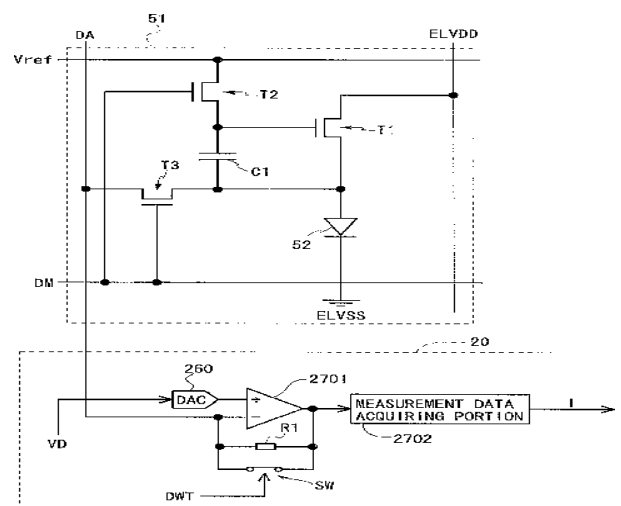 51
DA
ELVDD
Vref
T2
T1
T3
C1
52
DM
ELVSS
20
260
2701
DAC
+
−
MEASUREMENT DATA
ACQUIRING PORTION
I
VD
R1
2702
SW
DWT